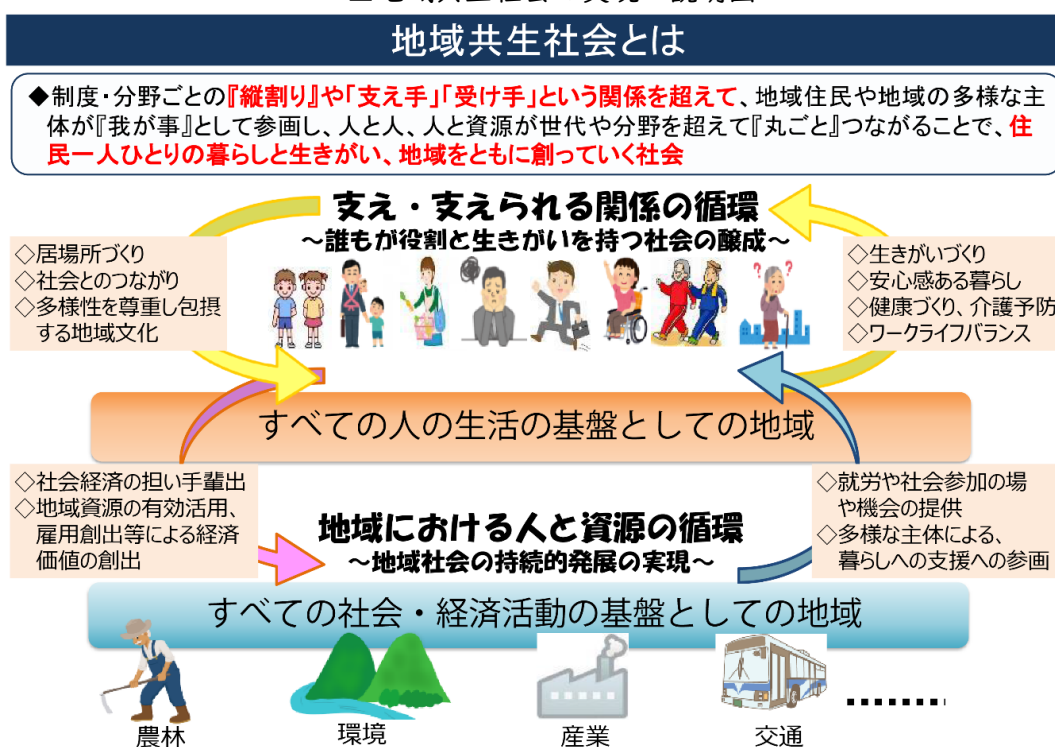 地域共生社会とは
◆制度・分野ごとの『縦割り』や「支え手」「受け手」という関係を超えて、地域住民や地域の多様な主
体が『我が事』として参画し、人と人、人と資源が世代や分野を超えて『丸ごと』つながることで、住
民一人ひとりの暮らしと生きがい、地域をともに創っていく社会
支え・支えられる関係の循環
～誰もが役割と生きがいを持つ社会の醸成～
◇居場所づくり
◇社会とのつながり
◇多様性を尊重し包摂
する地域文化
◇生きがいづくり
◇安心感ある暮らし
◇健康づくり、介護予防
◇ワークライフバランス
すべての人の生活の基盤としての地域
◇社会経済の担い手輩出
◇地域資源の有効活用、
雇用創出等による経済
価値の創出
地域における人と資源の循環
～地域社会の持続的発展の実現～
◇就労や社会参加の場
や機会の提供
◇多様な主体による、
暮らしへの支援への参画
すべての社会・経済活動の基盤としての地域
農林
環境
産業
交通